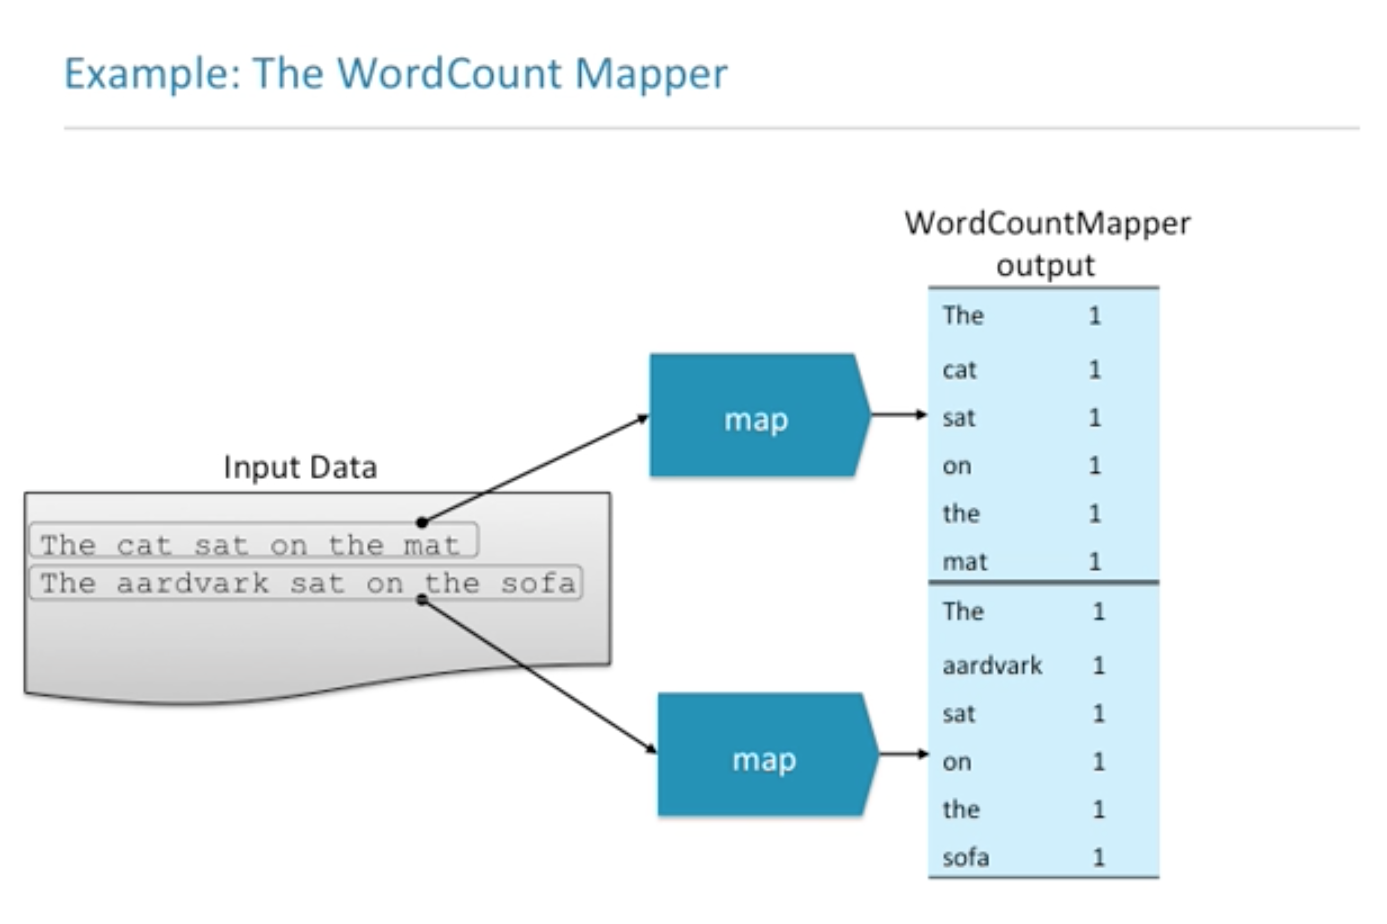 Example: The WordCount Mapper
Input Data
The cat sat on the mat
The aardvark sat on the sofa
map
map
WordCountMapper
output
The 1
cat 1
sat 1
on 1
the 1
mat 1
The 1
aardvark 1
sat 1
on 1
the 1
sofa 1